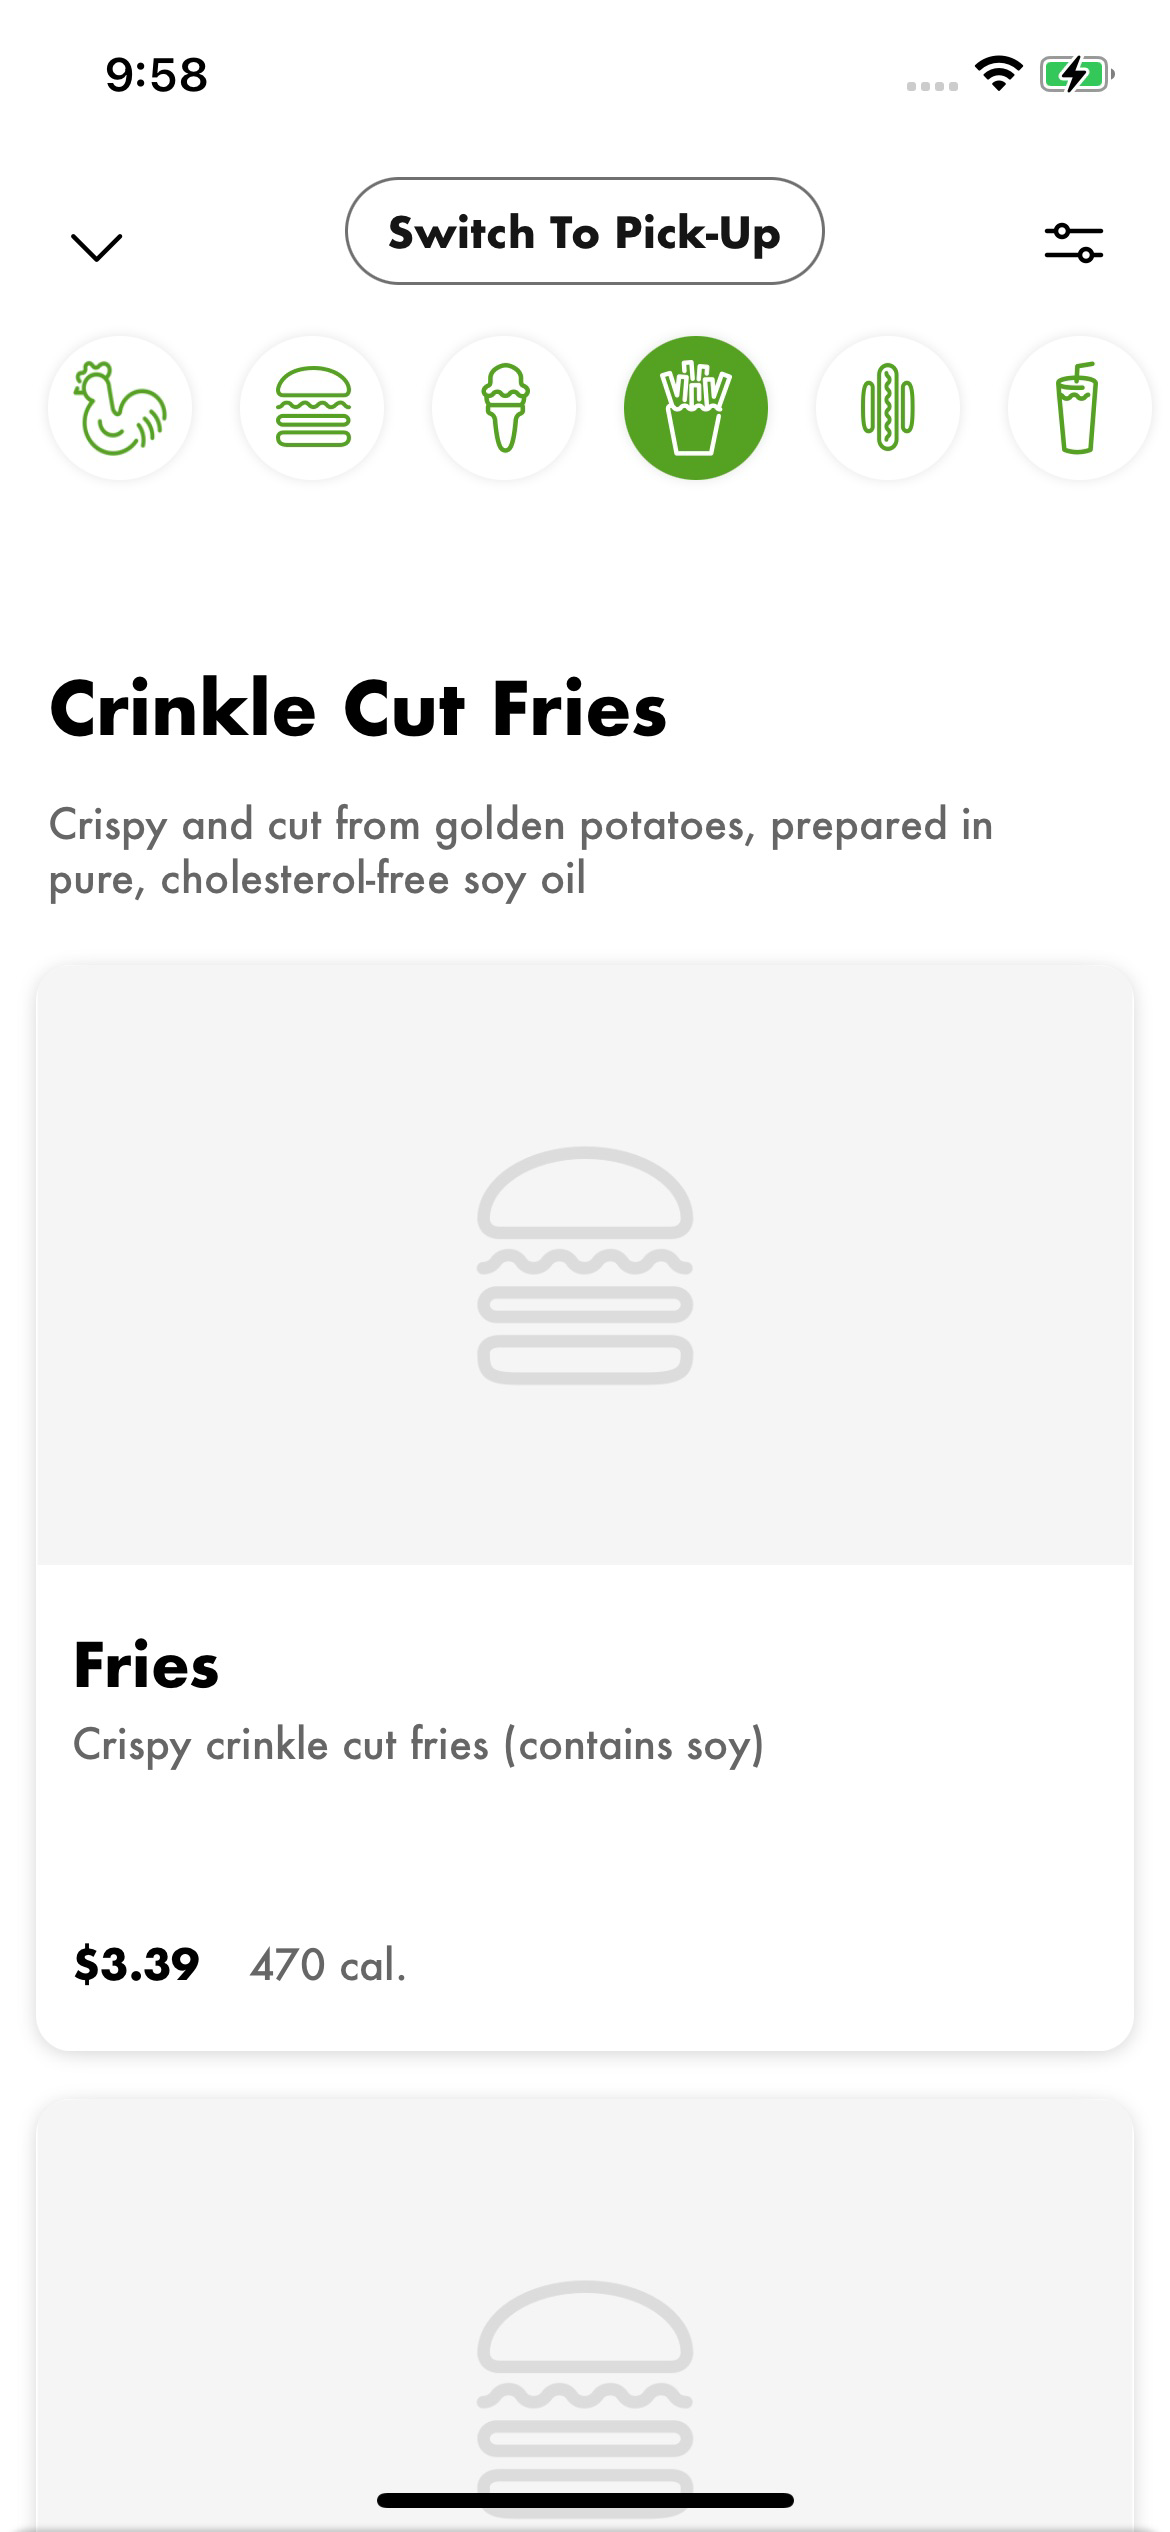 9:58
Switch To Pick-Up
Crinkle Cut Fries
Crispy and cut from golden potatoes, prepared in
pure, cholesterol-free soy oil
Fries
Crispy crinkle cut fries (contains soy)
$3.39 470 cal.